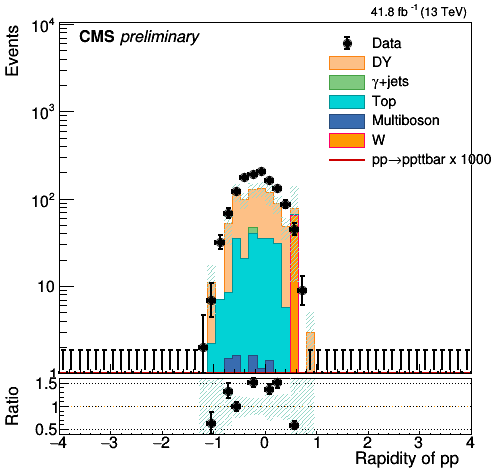 41.8 fb⁻¹ (13 TeV)
CMS preliminary
Events
10⁴
10³
10²
10
1
Data
DY
γ+jets
Top
Multiboson
W
pp→ppttbar x 1000
Ratio
1.5
1
0.5
−4 −3 −2 −1 0 1 2 3 4
Rapidity of pp